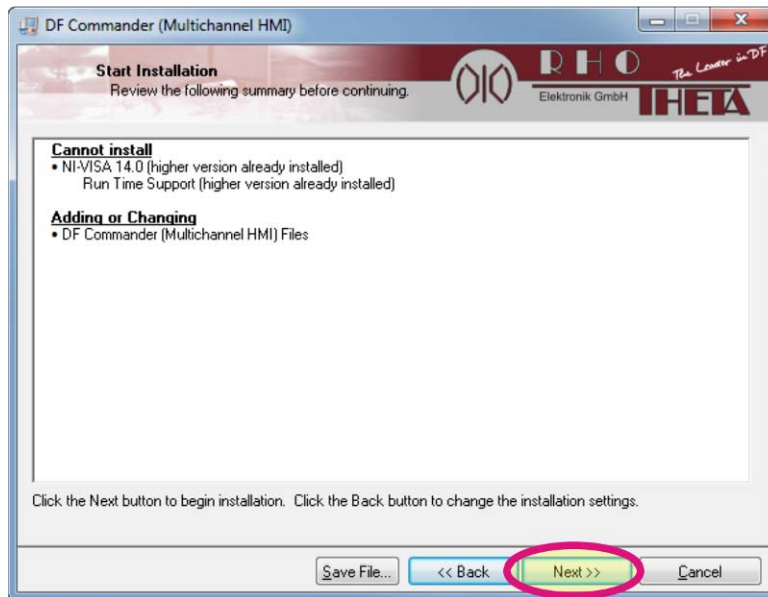 DF Commander (Multichannel HMI)
Start Installation
Review the following summary before continuing.
RHO
The Leader in DF
Elektronik GmbH
THETA
Cannot install
• NI-VISA 14.0 (higher version already installed)
Run Time Support (higher version already installed)
Adding or Changing
• DF Commander (Multichannel HMI) Files
Click the Next button to begin installation. Click the Back button to change the installation settings.
Save File...
<< Back
Next >>
Cancel